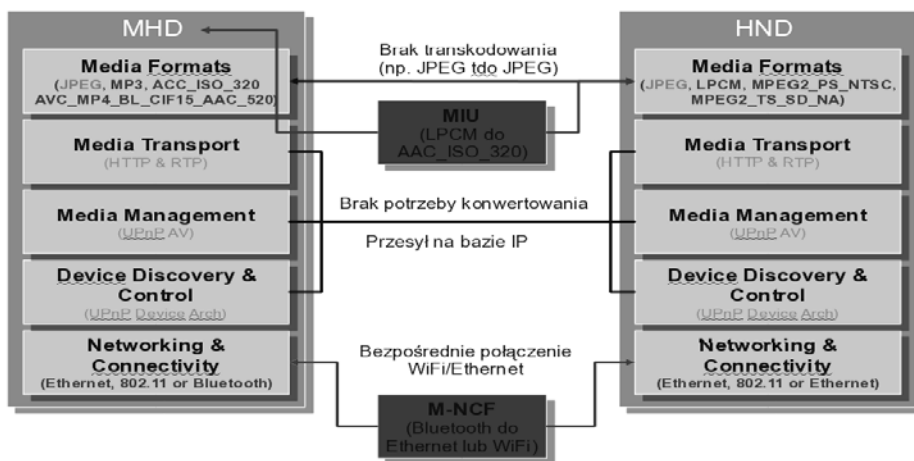 MHD
Media Formats
(JPEG, MP3, ACC_ISO_320
AVC_MP4_BL_CIF15_AAC_520)
Media Transport
(HTTP & RTP)
Media Management
(UPnP AV)
Device Discovery &
Control
(UPnP Device Arch)
Networking &
Connectivity
(Ethernet, 802.11 or Bluetooth)
Brak transkodowania
(np. JPEG tdo JPEG)
MIU
(LPCM do
AAC_ISO_320)
Brak potrzeby konwertowania
Przesył na bazie IP
Bezpośrednie połączenie
WiFi/Ethernet
M-NCF
(Bluetooth do
Ethernet lub WiFi)
HND
Media Formats
(JPEG, LPCM, MPEG2_PS_NTSC,
MPEG2_TS_SD_NA)
Media Transport
(HTTP & RTP)
Media Management
(UPnP AV)
Device Discovery &
Control
(UPnP Device Arch)
Networking &
Connectivity
(Ethernet, 802.11 or Ethernet)